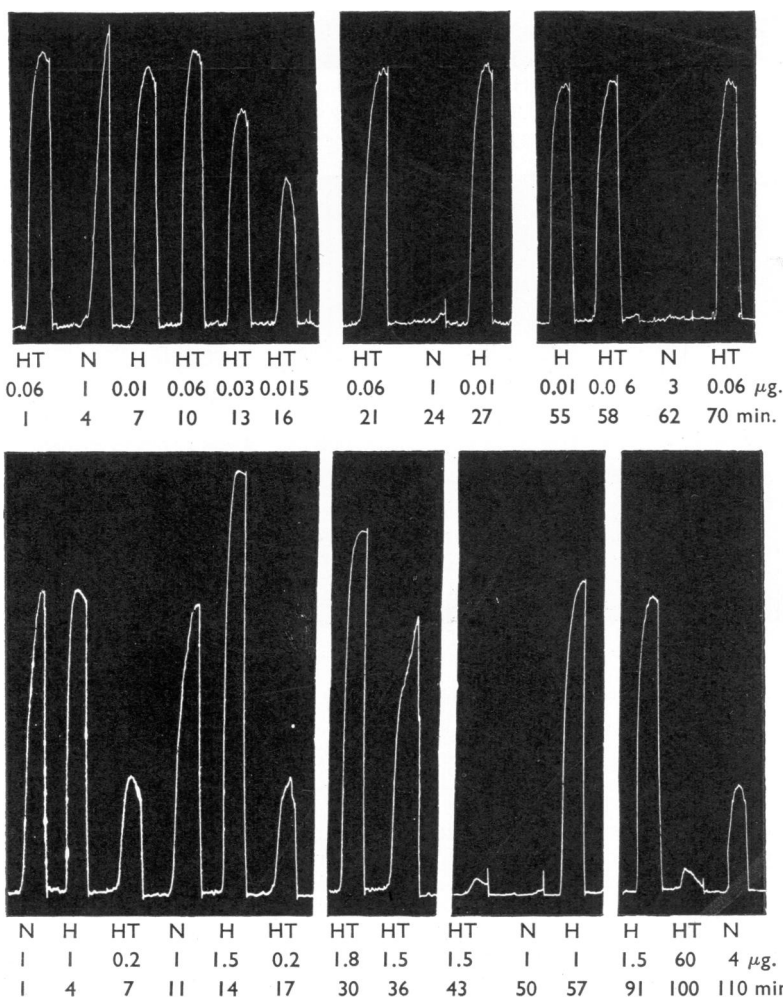 HT N H HT HT HT HT N H H HT N HT
0.06 1 0.01 0.06 0.03 0.015 0.06 1 0.01 0.01 0.0 6 3 0.06 μg.
1 4 7 10 13 16 21 24 27 55 58 62 70 min.
N H HT N H HT HT HT HT N H H HT N
1 1 0.2 1 1.5 0.2 1.8 1.5 1.5 1 1 1.5 60 4 μg.
1 4 7 11 14 17 30 36 43 50 57 91 100 110 min